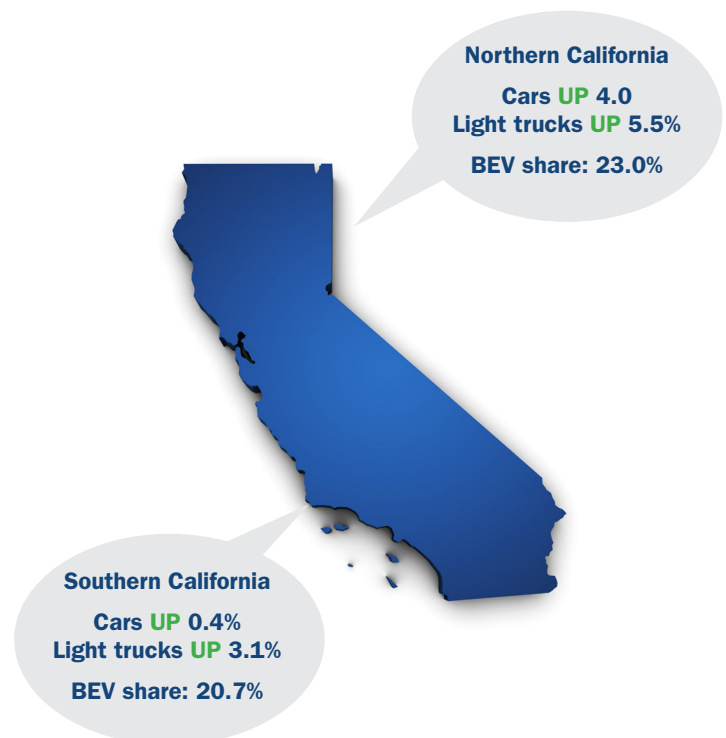 Northern California
Cars UP 4.0
Light trucks UP 5.5%
BEV share: 23.0%
Southern California
Cars UP 0.4%
Light trucks UP 3.1%
BEV share: 20.7%